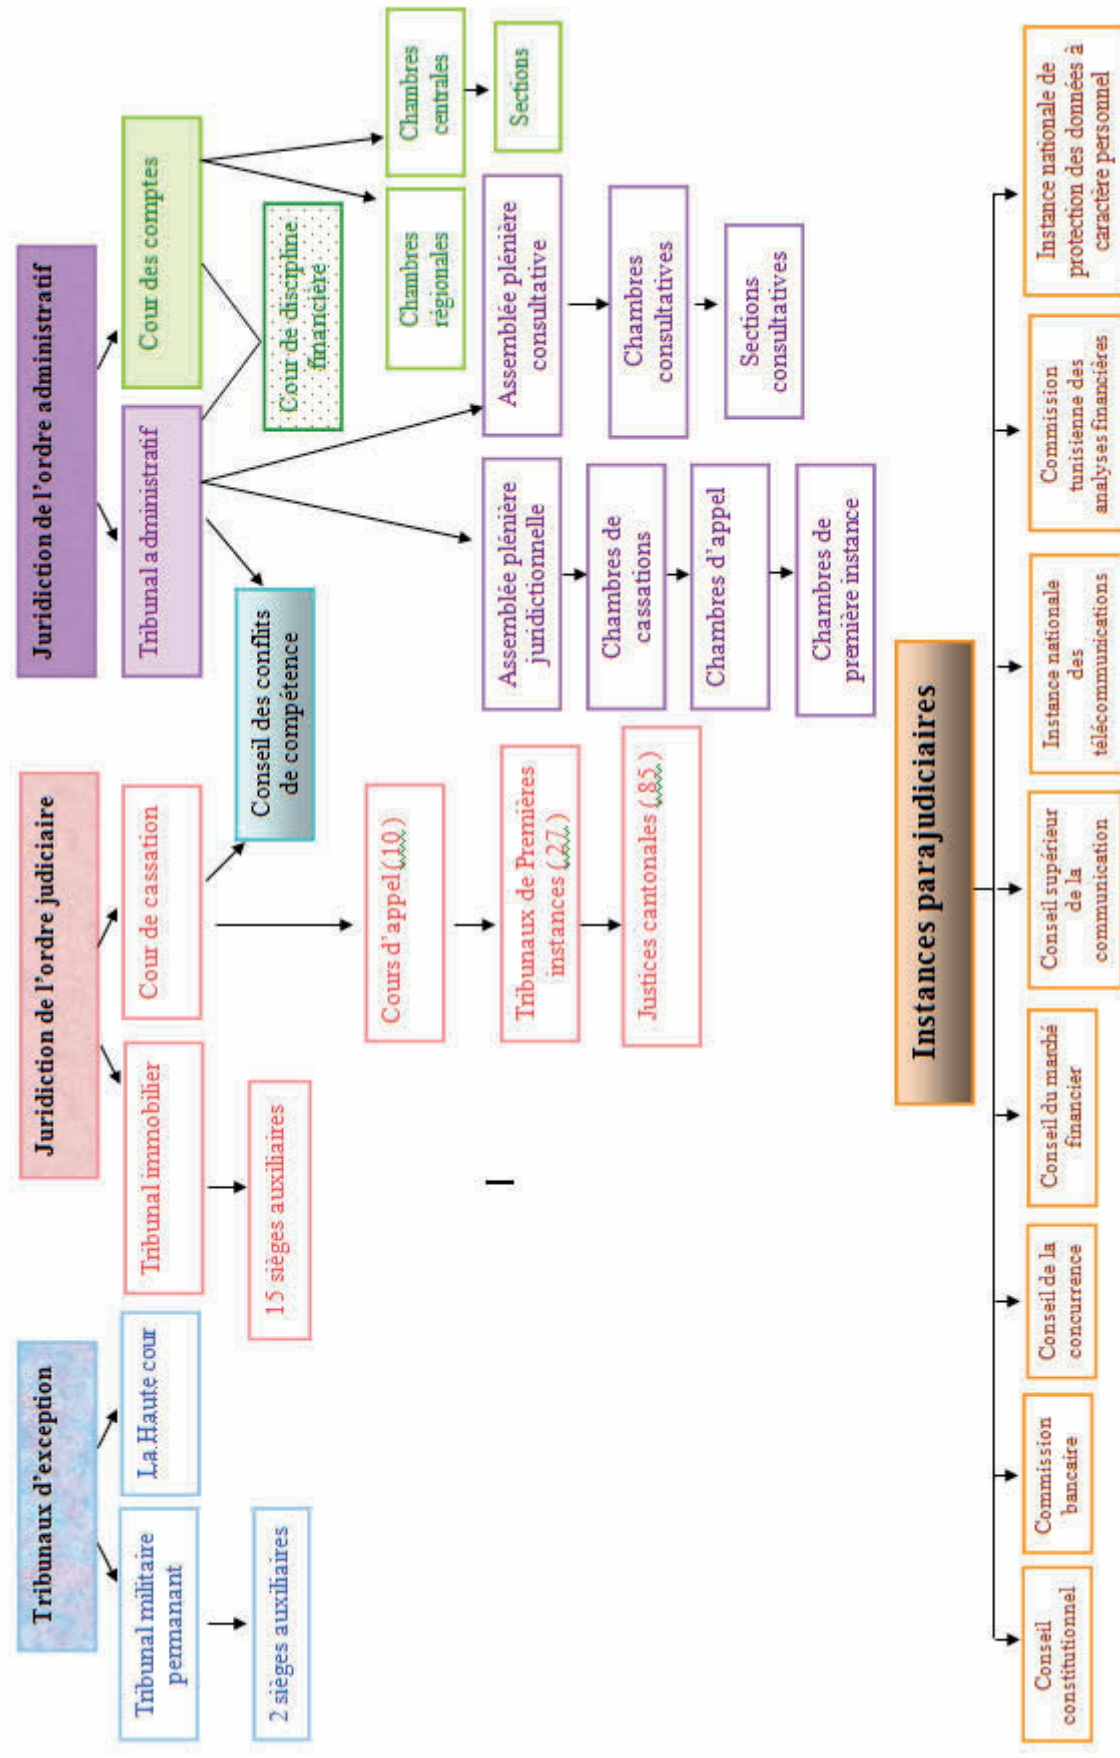 Tribunaux d'exception
Tribunal militaire
permanant
La Haute cour
2 sièges auxiliaires
Juridiction de l'ordre judiciaire
Tribunal immobilier
Cour de cassation
15 sièges auxiliaires
Conseil des conflits
de compétence
Cours d'appel (10)
Tribunaux de Premières
instances (27)
Justices cantonales (85)
Juridiction de l'ordre administratif
Tribunal administratif
Cour des comptes
Cour de discipline
financière
Chambres
régionales
Chambres
centrales
Sections
Assemblée plénière
juridictionnelle
Assemblée plénière
consultative
Chambres de
cassations
Chambres
consultatives
Chambres d'appel
Sections
consultatives
Chambres de
première instance
Instances parajudiciaires
Conseil
constitutionnel
Commission
bancaire
Conseil de la
concurrence
Conseil du marché
financier
Conseil supérieur
de la
communication
Instance nationale
des
télécommunications
Commission
tunisienne des
analyses financières
Instance nationale de
protection des données à
caractère personnel